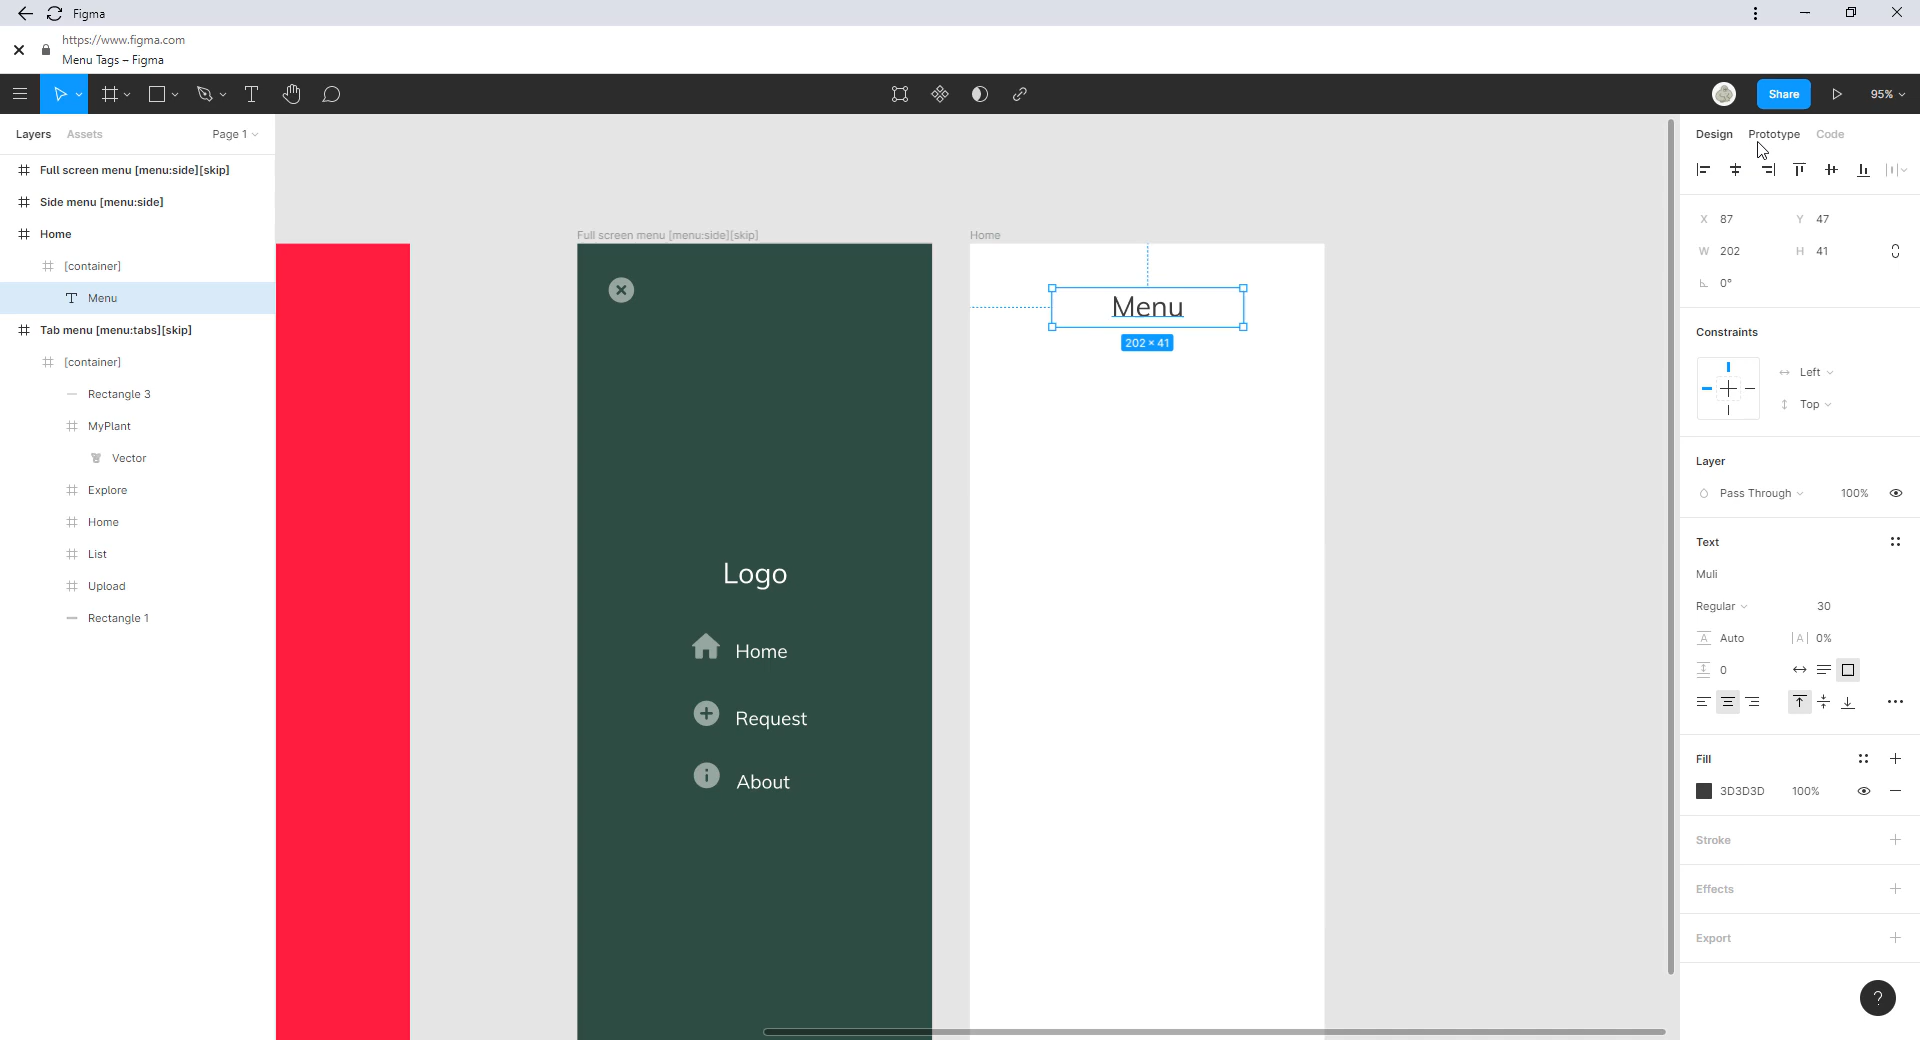 Figma
https://www.figma.com
Menu Tags – Figma
Share
95%
Layers
Assets
Page 1
Full screen menu [menu:side][skip]
Side menu [menu:side]
Home
[container]
Menu
Tab menu [menu:tabs][skip]
[container]
Rectangle 3
MyPlant
Vector
Explore
Home
List
Upload
Rectangle 1
Full screen menu [menu:side][skip]
Logo
Home
Request
About
Home
Menu
202 × 41
Design
Prototype
Code
X 87
Y 47
W 202
H 41
0°
Constraints
Left
Top
Layer
Pass Through
100%
Text
Muli
Regular
30
A Auto
|A| 0%
0
Fill
3D3D3D
100%
Stroke
Effects
Export
?